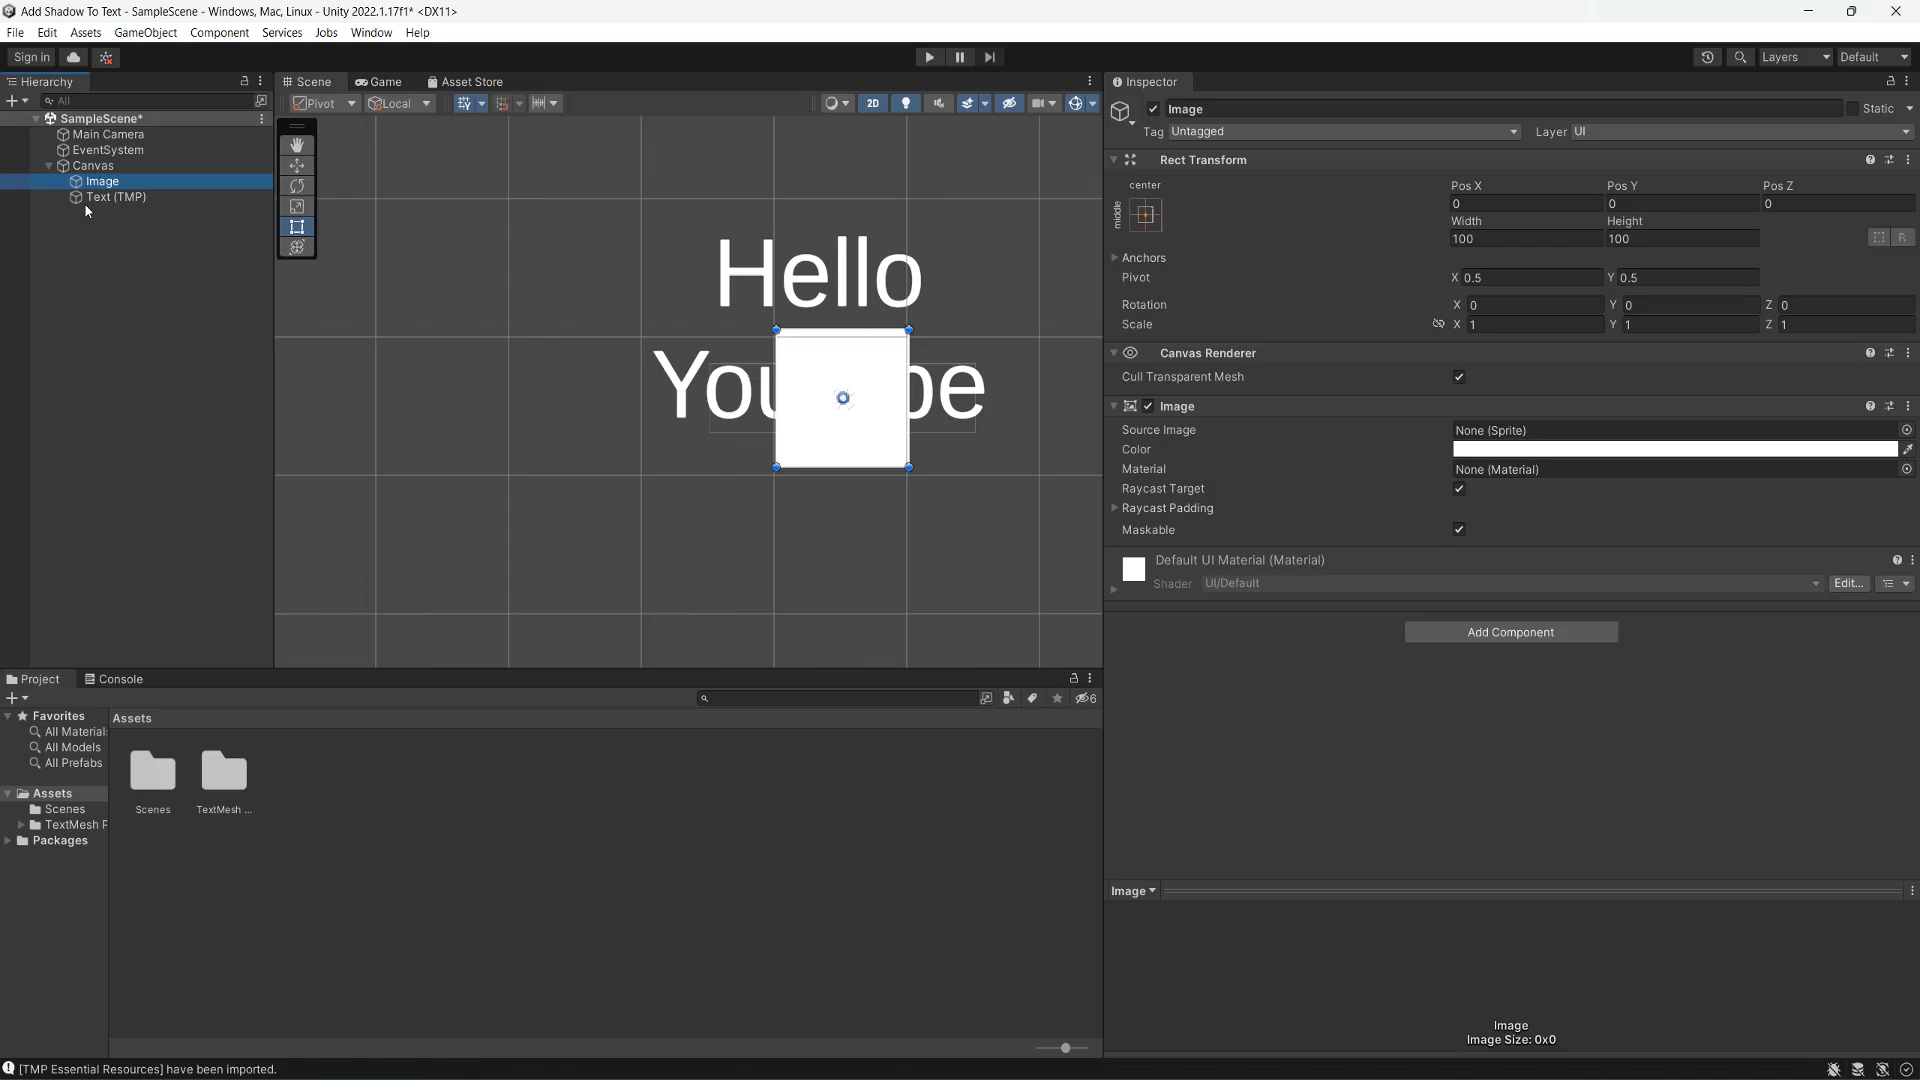 Add Shadow To Text - SampleScene - Windows, Mac, Linux - Unity 2022.1.17f1* <DX11>
File Edit Assets GameObject Component Services Jobs Window Help
Sign in Layers Default
Hierarchy
Scene Game Asset Store
Inspector
All
Pivot Local 2D
Image Static
SampleScene*
Tag Untagged Layer UI
Main Camera
EventSystem
Canvas
Image
Text (TMP)
Rect Transform
center
middle
Pos X Pos Y Pos Z
0 0 0
Width Height
100 100 R
Anchors
Pivot X 0.5 Y 0.5
Rotation X 0 Y 0 Z 0
Scale X 1 Y 1 Z 1
Hello
You be
Canvas Renderer
Cull Transparent Mesh
Image
Source Image None (Sprite)
Color
Material None (Material)
Raycast Target
Raycast Padding
Maskable
Default UI Material (Material)
Shader UI/Default Edit...
Add Component
Project Console
6
Favorites
All Material
All Models
All Prefabs
Assets
Scenes
TextMesh P
Packages
Assets
Scenes TextMesh ...
Image
Image
Image Size: 0x0
[TMP Essential Resources] have been imported.